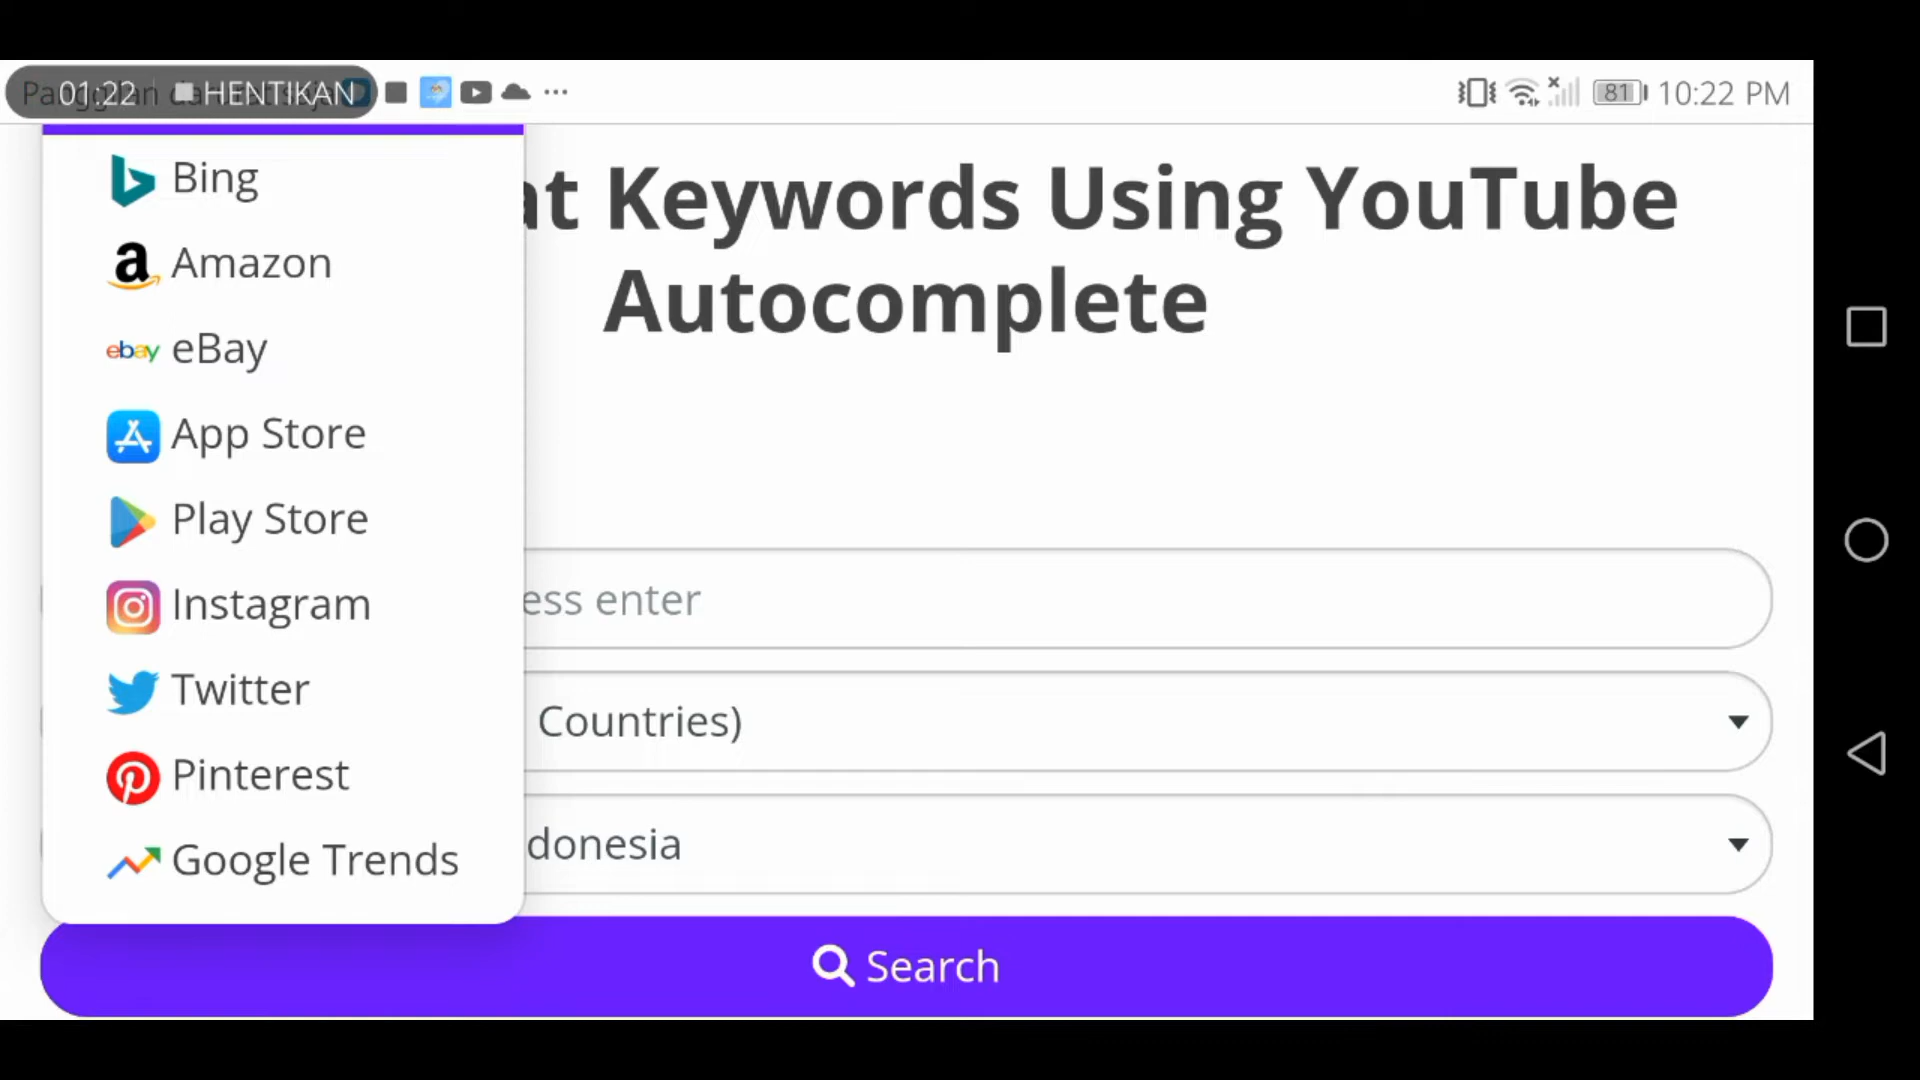 01:22 HENTIKAN
81 10:22 PM
Bing
a Amazon
ebay eBay
App Store
Play Store
Instagram
Twitter
Pinterest
Google Trends
at Keywords Using YouTube
Autocomplete
ess enter
Countries)
donesia
Search